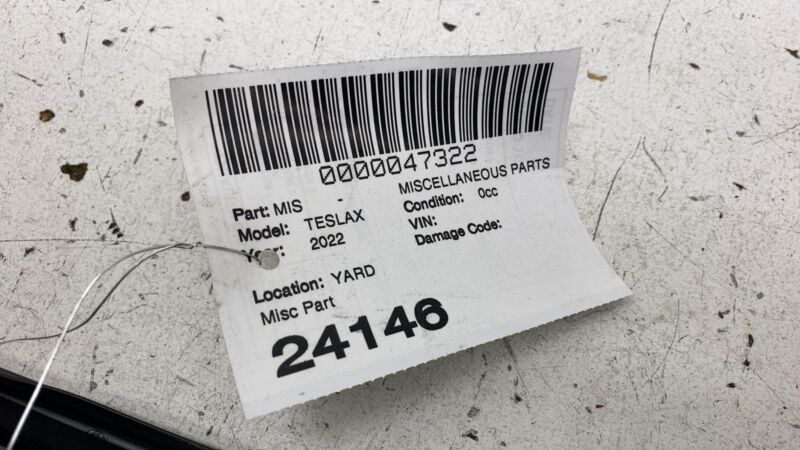 0000047322
Part: MIS - MISCELLANEOUS PARTS
Model: TESLAX Condition: 0cc
Year: 2022 VIN:
Damage Code:
Location: YARD
Misc Part
24146